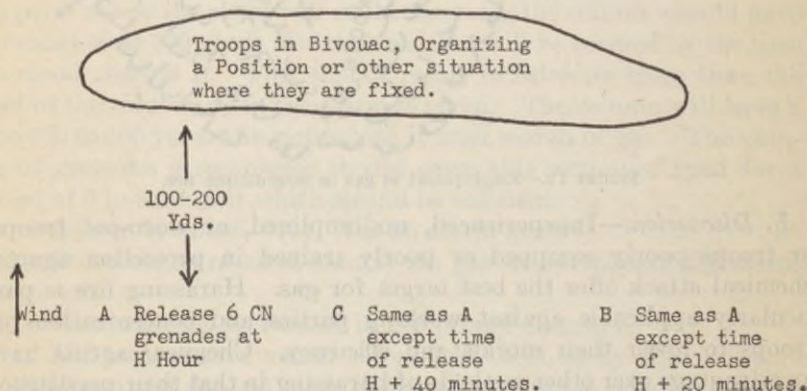 Troops in Bivouac, Organizing
a Position or other situation
where they are fixed.
100-200
Yds.
Wind A Release 6 CN grenades at H Hour
C Same as A except time of release H + 40 minutes.
B Same as A except time of release H + 20 minutes.